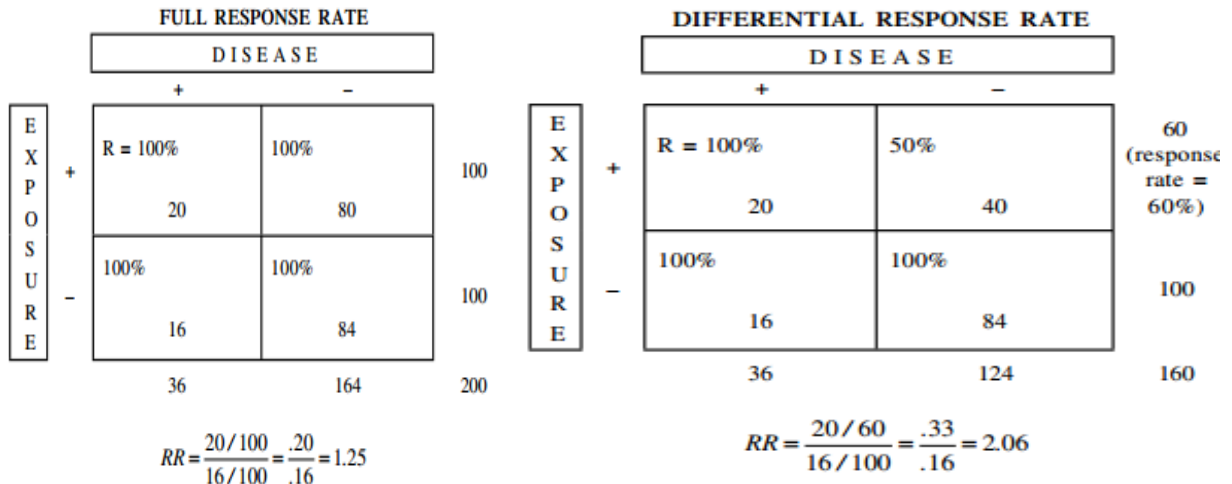 FULL RESPONSE RATE
DISEASE
+ −
EXPOSURE
+
R = 100% 100%
20 80
100
−
100% 100%
16 84
100
36 164 200
RR = 20/100 / 16/100 = .20 / .16 = 1.25
DIFFERENTIAL RESPONSE RATE
DISEASE
+ −
EXPOSURE
+
R = 100% 50%
20 40
60
(response
rate =
60%)
−
100% 100%
16 84
100
36 124 160
RR = 20/60 / 16/100 = .33 / .16 = 2.06